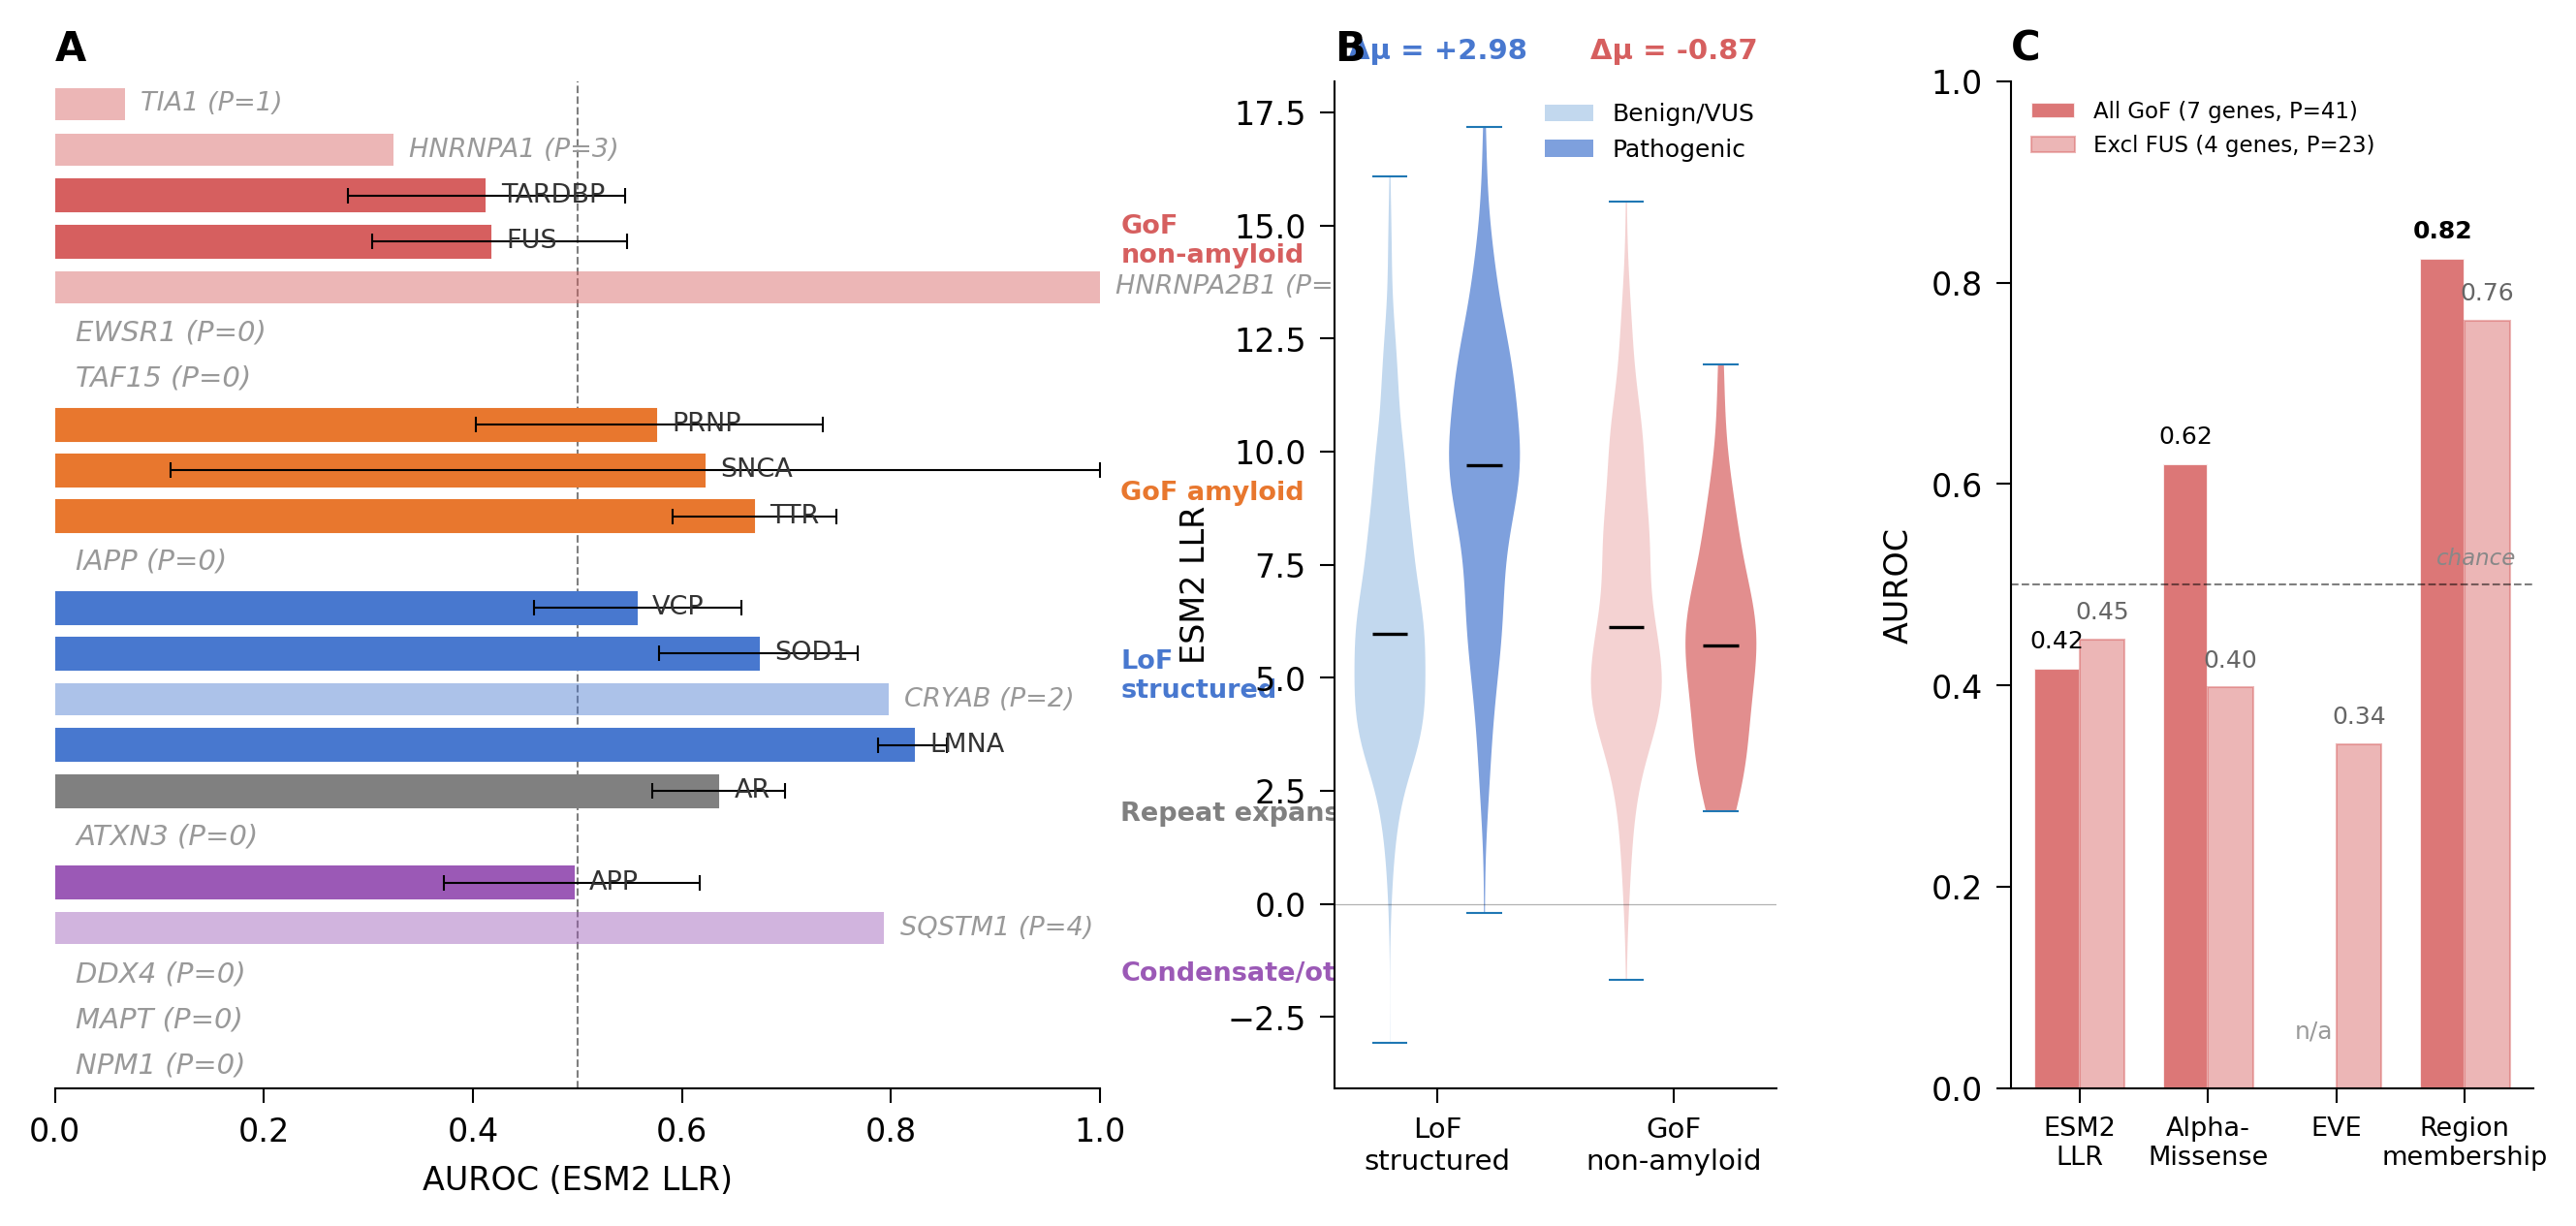 A
TIA1 (P=1)
HNRNPA1 (P=3)
TARDBP
FUS
HNRNPA2B1 (P=
EWSR1 (P=0)
TAF15 (P=0)
PRNP
SNCA
TTR
IAPP (P=0)
VCP
SOD1
CRYAB (P=2)
LMNA
AR
ATXN3 (P=0)
APP
SQSTM1 (P=4)
DDX4 (P=0)
MAPT (P=0)
NPM1 (P=0)
GoF
non-amyloid
GoF amyloid
LoF
structured
Repeat expans
Condensate/ot
0.0 0.2 0.4 0.6 0.8 1.0
AUROC (ESM2 LLR)
B
Δμ = +2.98
Δμ = -0.87
Benign/VUS
Pathogenic
ESM2 LLR
17.5
15.0
12.5
10.0
7.5
5.0
2.5
0.0
−2.5
LoF
structured
GoF
non-amyloid
C
All GoF (7 genes, P=41)
Excl FUS (4 genes, P=23)
AUROC
1.0
0.8
0.6
0.4
0.2
0.0
0.42
0.45
0.62
0.40
n/a
0.34
0.82
0.76
chance
ESM2
LLR
Alpha-
Missense
EVE
Region
membership